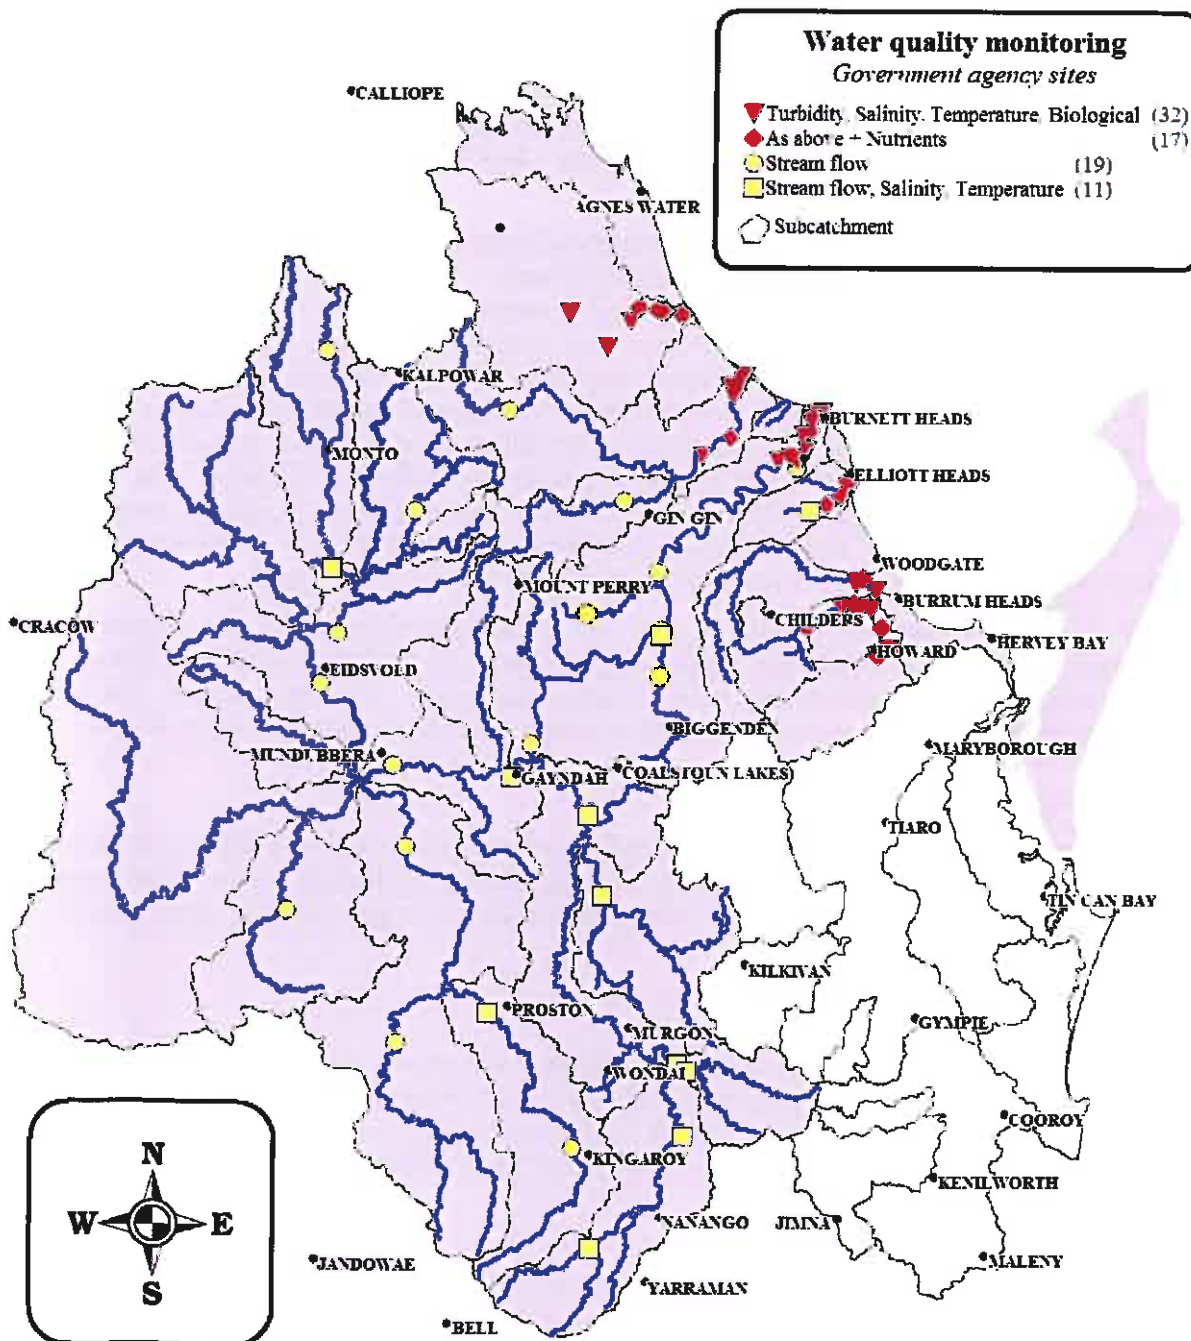 Water quality monitoring
Government agency sites
Turbidity, Salinity, Temperature, Biological (32)
As above + Nutrients (17)
Stream flow (19)
Stream flow, Salinity, Temperature (11)
Subcatchment
CALLIOPE
AGNES WATER
KALPOWAR
BURNETT HEADS
MONTO
ELLIOTT HEADS
GIN GIN
WOODGATE
MOUNT PERRY
BURRUM HEADS
CHILDERS
CRACOW
HERVEY BAY
HOWARD
EIDSVOLD
BIGGENDEN
MUNDUBBERA
MARYBOROUGH
GAYNDAH
COALSTOUN LAKES
TIARO
TIN CAN BAY
KILKIVAN
PROSTON
GYMPIE
MURGON
WONDAI
COOROY
KINGAROY
KENILWORTH
N
W E
S
NANANGO
JIMNA
JANDOWAE
MALENY
YARRAMAN
BELL